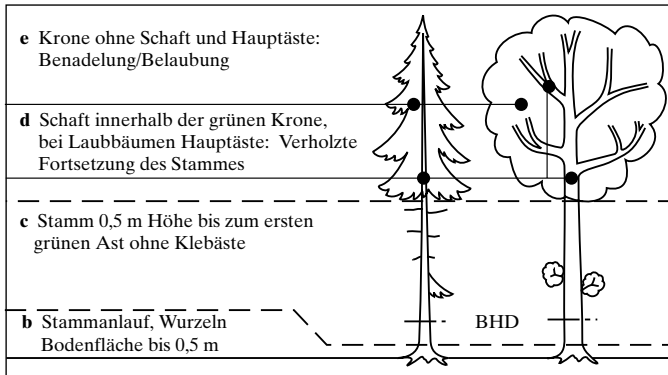 e Krone ohne Schaft und Hauptäste:
Benadelung/Belaubung
d Schaft innerhalb der grünen Krone,
bei Laubbäumen Hauptäste: Verholzte
Fortsetzung des Stammes
c Stamm 0,5 m Höhe bis zum ersten
grünen Ast ohne Klebäste
b Stammanlauf, Wurzeln
Bodenfläche bis 0,5 m
BHD